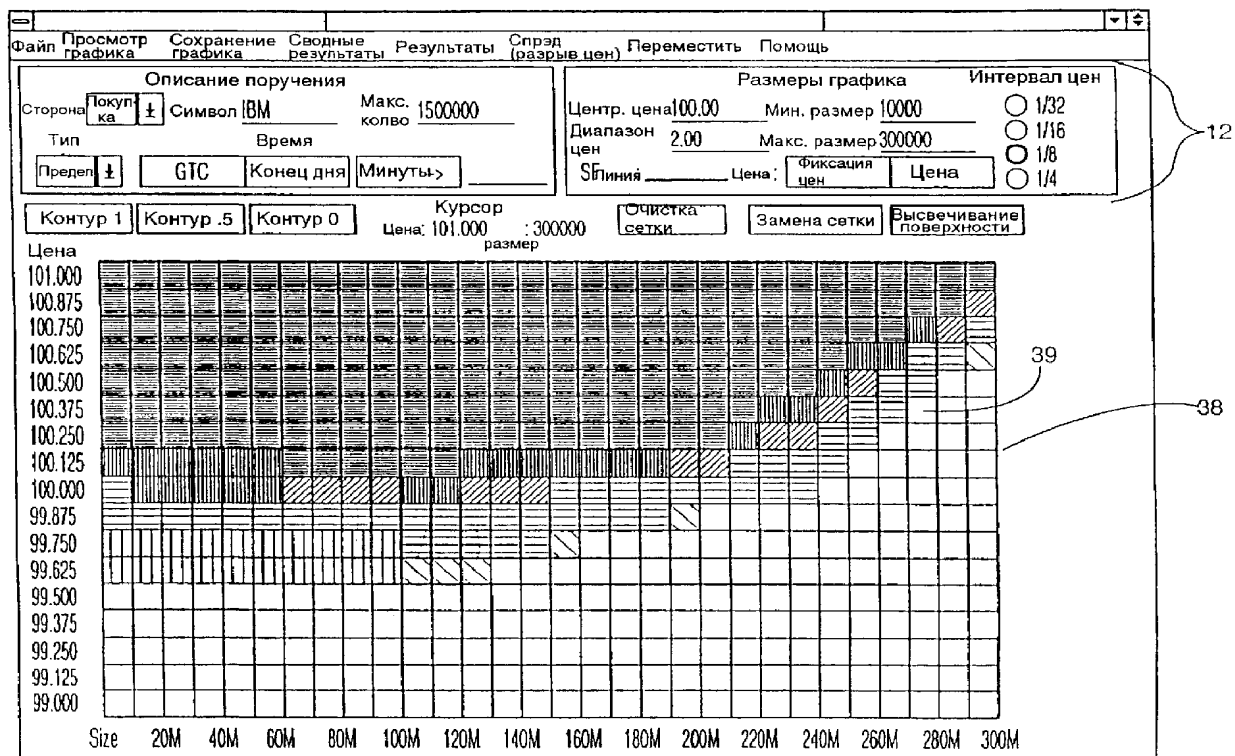 Файл Просмотр графика Сохранение графика Сводные результаты Результаты Спрэд (разрыв цен) Переместить Помощь
Описание поручения
Сторона Покуп-ка Символ IBM Макс. колво 1500000
Тип Время
Предел GTC Конец дня Минуты->
Размеры графика Интервал цен
Центр. цена 100.00 Мин. размер 10000
Диапазон цен 2.00 Макс. размер 300000
линия Цена: Фиксация цен Цена
1/32
1/16
1/8
1/4
12
Контур 1 Контур .5 Контур 0 Курсор Очистка сетки Замена сетки Высвечивание поверхности
Цена: 101.000 : 300000
размер
Цена
101.000
100.875
100.750
100.625
100.500
100.375
100.250
100.125
100.000
99.875
99.750
99.625
99.500
99.375
99.250
99.125
99.000
39
38
Size 20M 40M 60M 80M 100M 120M 140M 160M 180M 200M 220M 240M 260M 280M 300M